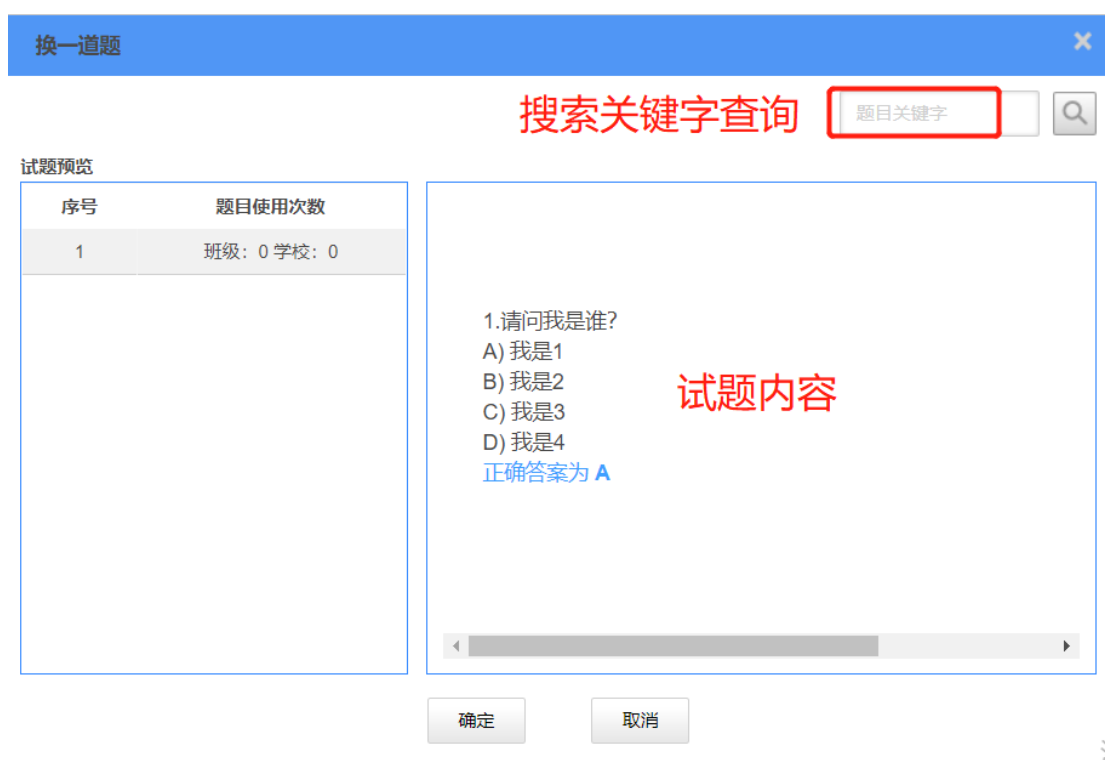 换一道题
搜索关键字查询 题目关键字
试题预览
序号 题目使用次数
1 班级：0 学校：0
1.请问我是谁?
A) 我是1
B) 我是2
C) 我是3
D) 我是4
正确答案为 A
试题内容
确定 取消